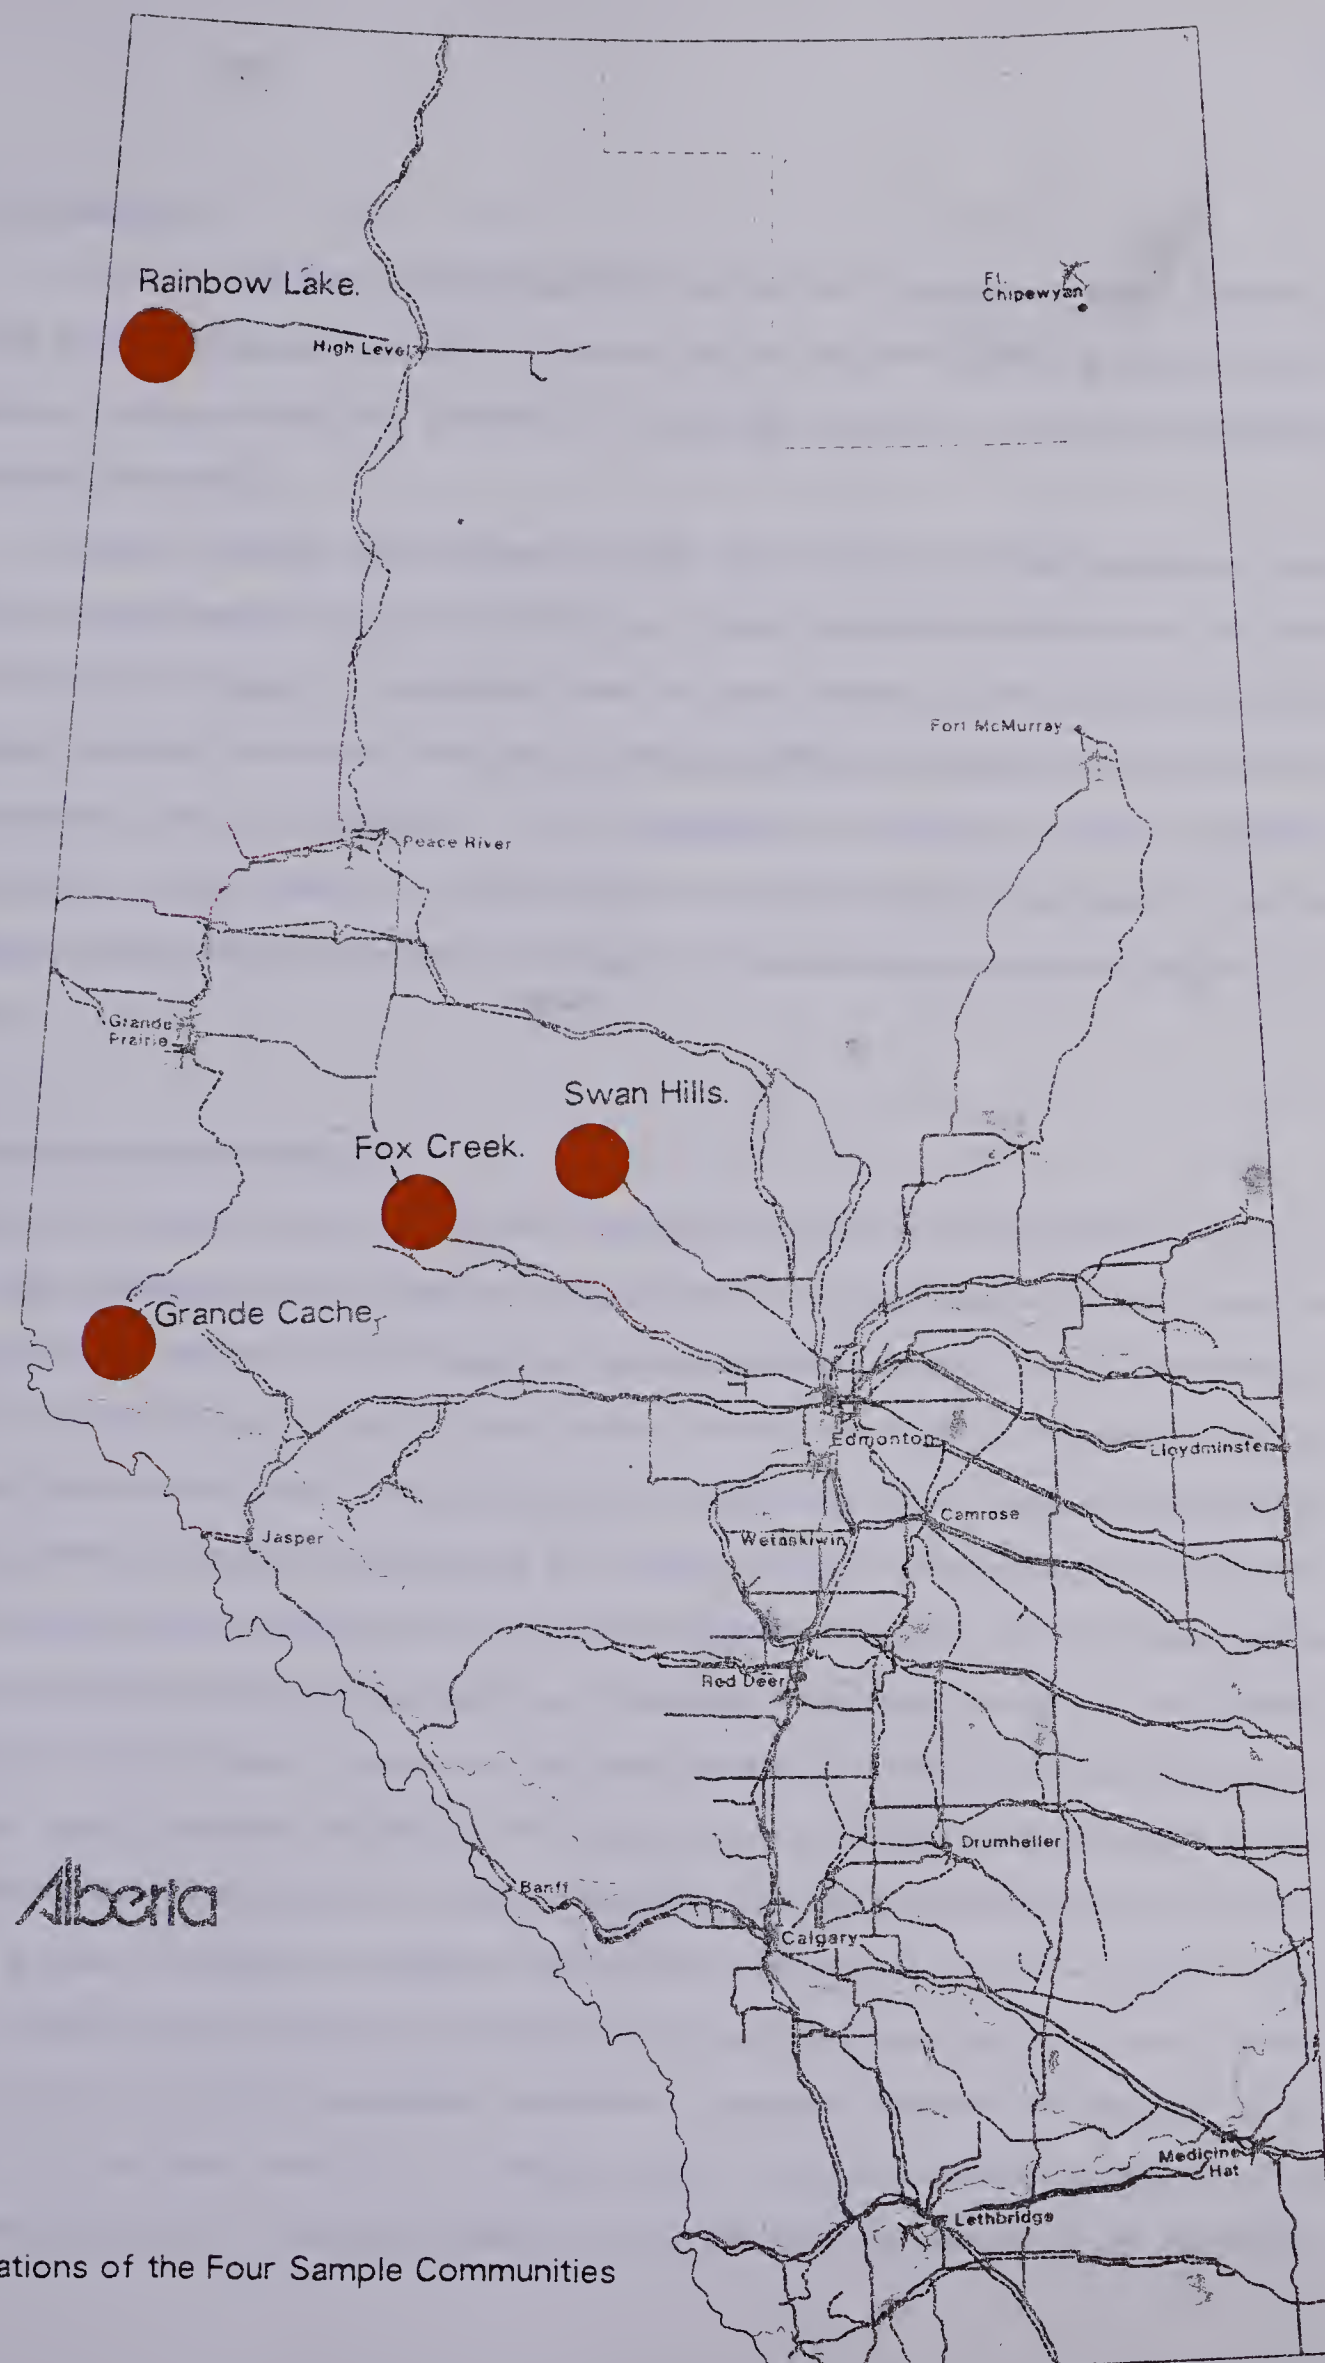 Rainbow Lake.
Ft.
Chipewyan
High Level
Fort McMurray
Peace River
Grande
Prairie
Swan Hills.
Fox Creek.
Grande Cache
Edmonton
Lloydminster
Camrose
Wetaskiwin
Jasper
Red Deer
Drumheller
Banff
Alberta
Calgary
Medicine
Hat
Lethbridge
ations of the Four Sample Communities